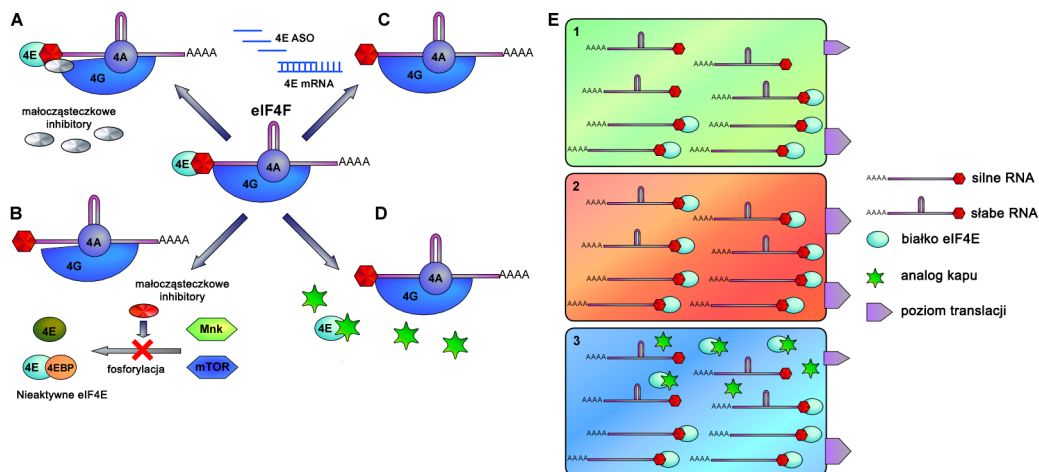 A
4E
4A
4G
AAAA
małocząsteczkowe
inhibitory
4E ASO
4E mRNA
C
4A
4G
AAAA
eIF4F
4E
4A
4G
AAAA
B
4A
4G
AAAA
małocząsteczkowe
inhibitory
4E
Mnk
4E
4EBP
fosforylacja
mTOR
Nieaktywne eIF4E
D
4A
4G
AAAA
4E
E
1
AAAA
AAAA
AAAA
AAAA
AAAA
AAAA
AAAA
AAAA
2
AAAA
AAAA
AAAA
AAAA
AAAA
AAAA
AAAA
AAAA
3
AAAA
AAAA
AAAA
AAAA
AAAA
AAAA
AAAA
AAAA
AAAA silne RNA
AAAA słabe RNA
białko eIF4E
analog kapu
poziom translacji